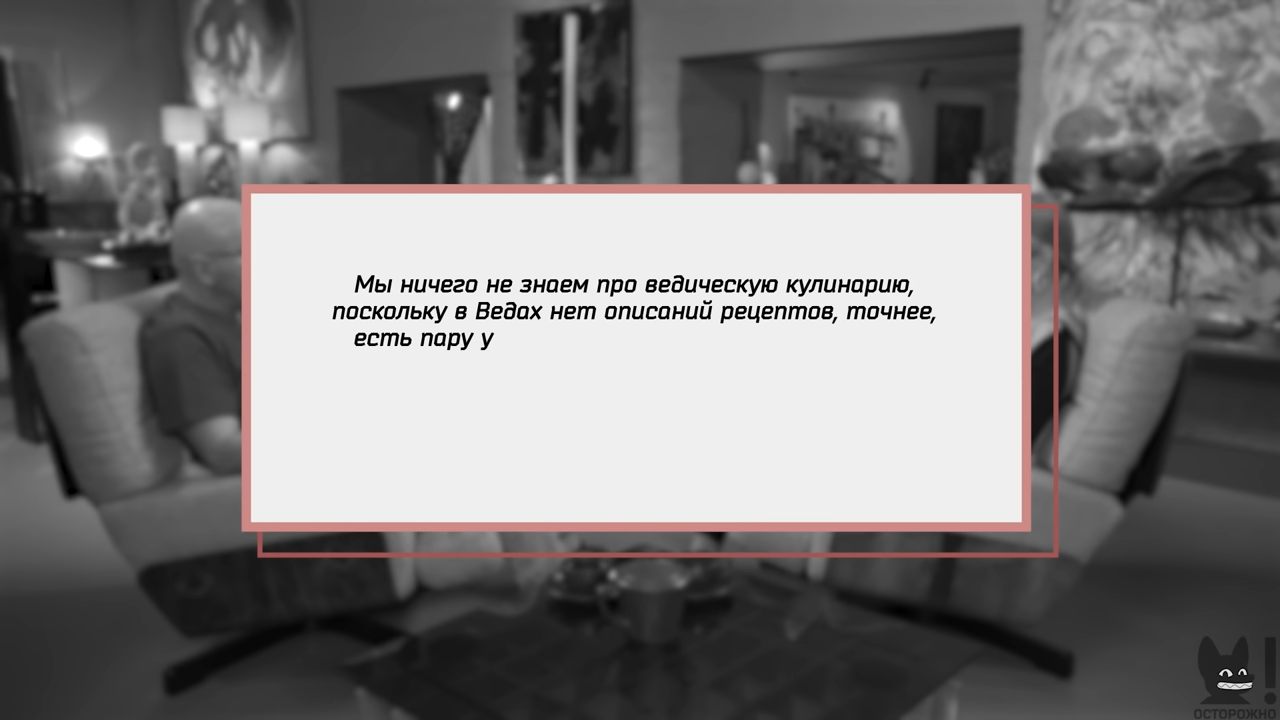 Мы ничего не знаем про ведическую кулинарию,
поскольку в Ведах нет описаний рецептов, точнее,
есть пару у
ОСТОРОЖНО